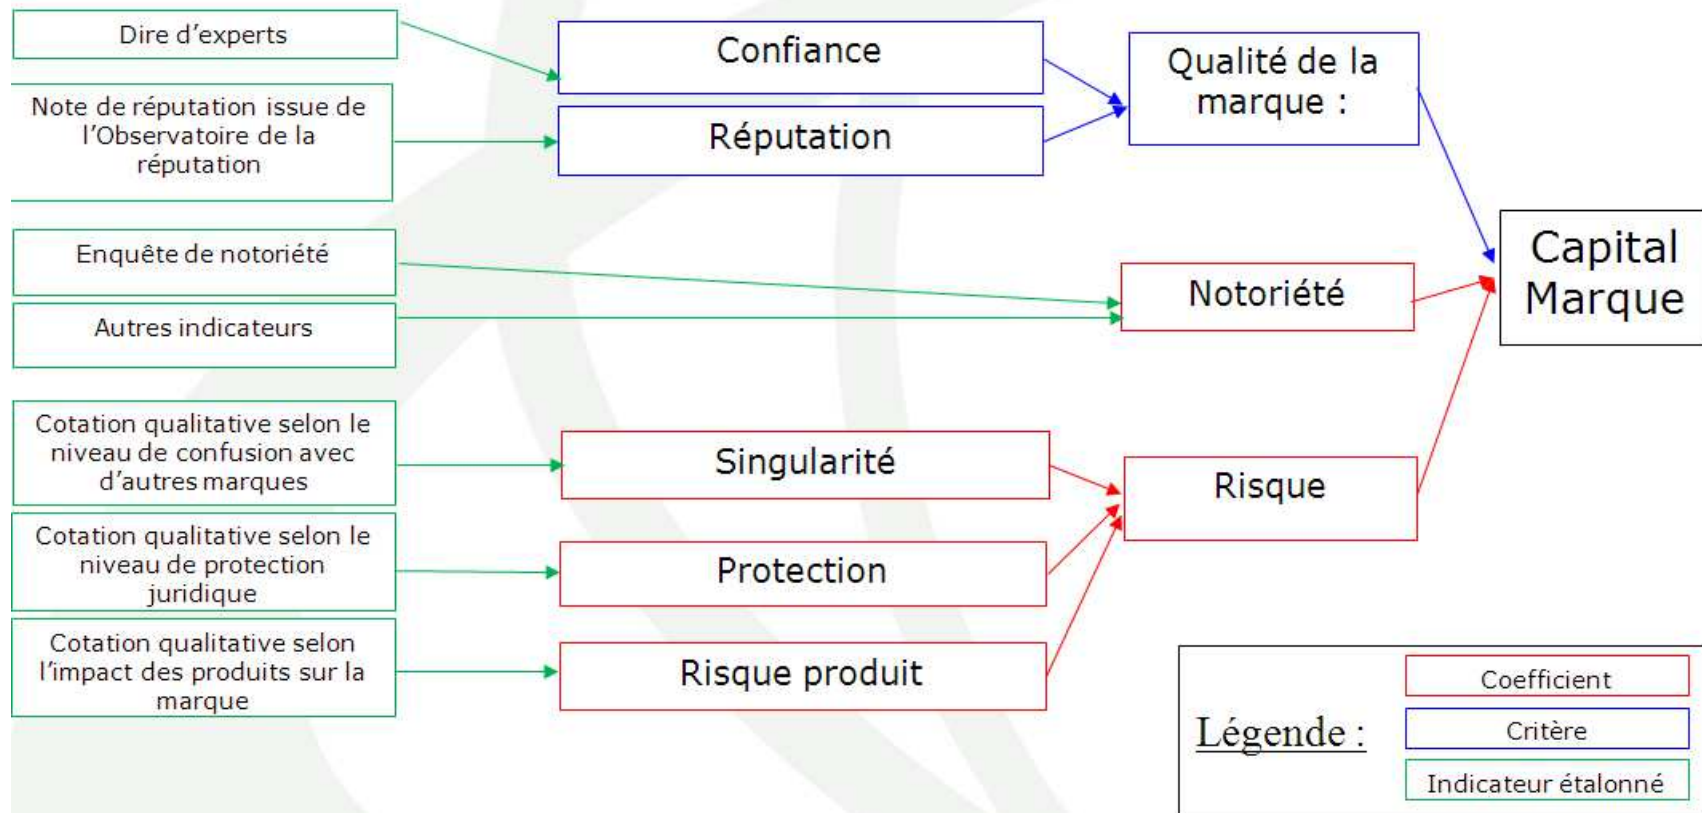 Dire d'experts
Note de réputation issue de
l'Observatoire de la
réputation
Enquête de notoriété
Autres indicateurs
Cotation qualitative selon le
niveau de confusion avec
d'autres marques
Cotation qualitative selon le
niveau de protection
juridique
Cotation qualitative selon
l'impact des produits sur la
marque
Confiance
Réputation
Singularité
Protection
Risque produit
Qualité de la
marque :
Notoriété
Risque
Capital
Marque
Légende :
Coefficient
Critère
Indicateur étalonné